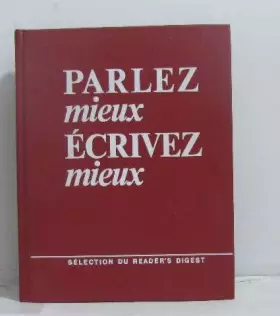 PARLEZ
mieux
ÉCRIVEZ
mieux
SÉLECTION DU READER'S DIGEST